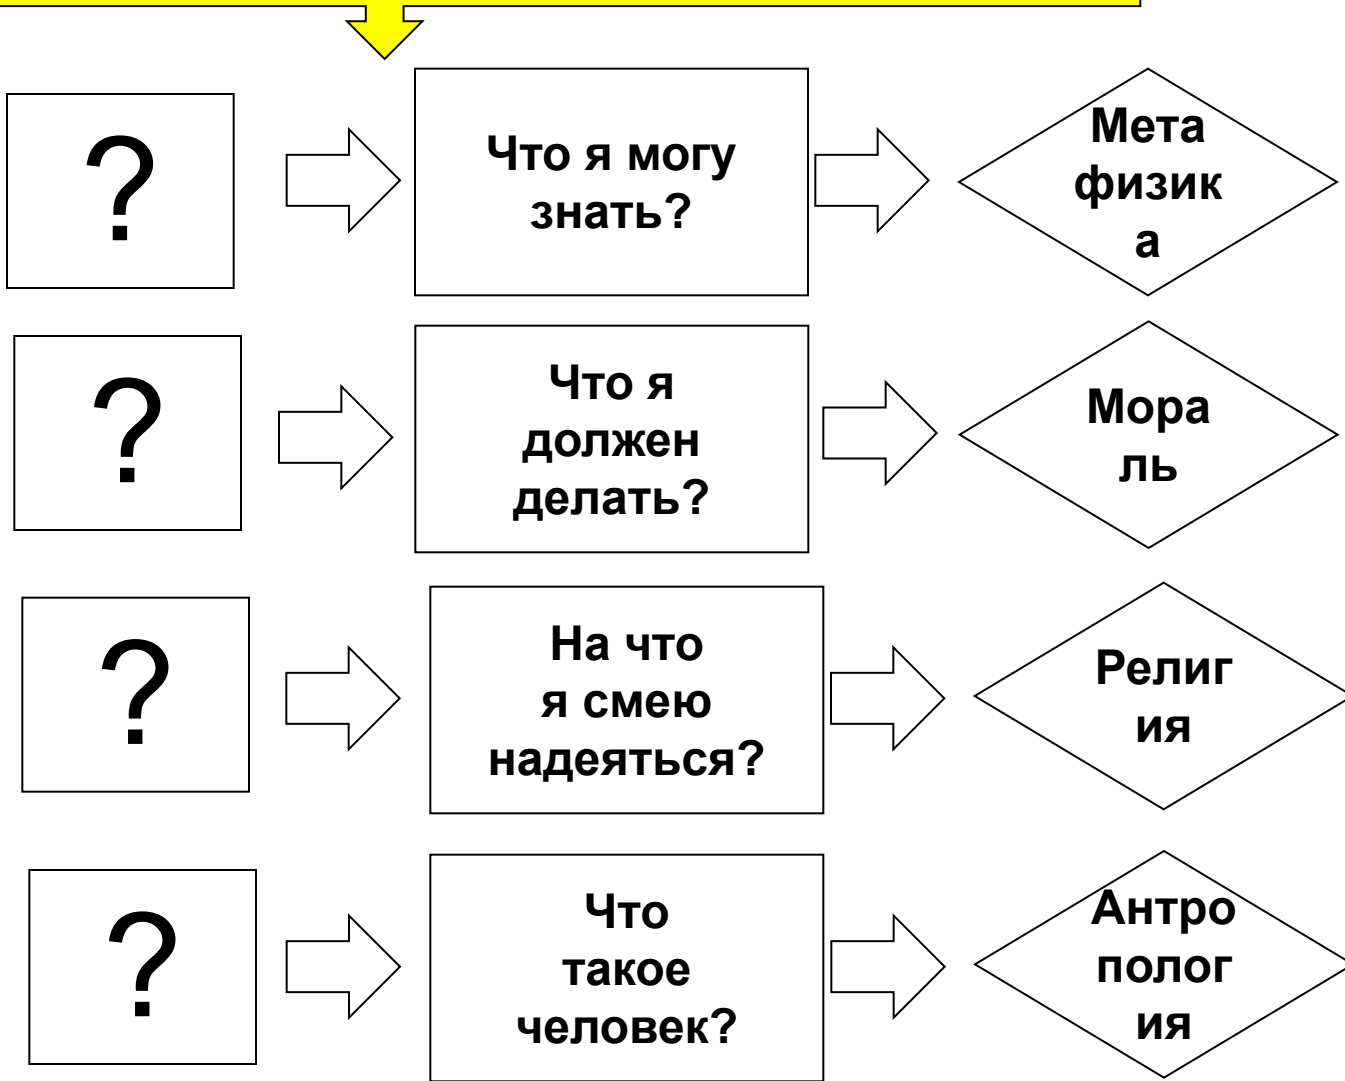 ?
Что я могу
знать?
Мета
физик
а
?
Что я
должен
делать?
Мора
ль
?
На что
я смею
надеяться?
Религ
ия
?
Что
такое
человек?
Антро
полог
ия